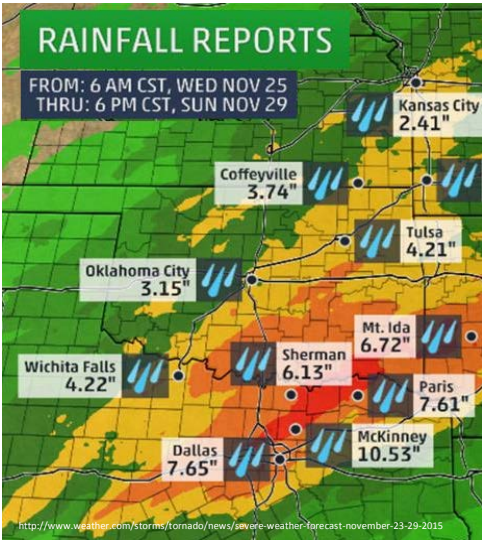 RAINFALL REPORTS
FROM: 6 AM CST, WED NOV 25
THRU: 6 PM CST, SUN NOV 29
Kansas City
2.41"
Coffeyville
3.74"
Tulsa
4.21"
Oklahoma City
3.15"
Mt. Ida
6.72"
Sherman
6.13"
Wichita Falls
4.22"
Paris
7.61"
McKinney
10.53"
Dallas
7.65"
http://www.weather.com/storms/tornado/news/severe-weather-forecast-november-23-29-2015